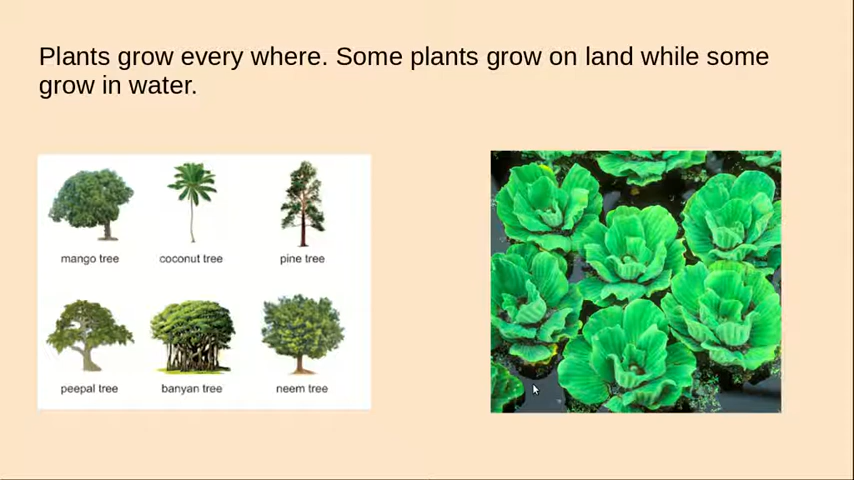 Plants grow every where. Some plants grow on land while some
grow in water.
mango tree
coconut tree
pine tree
peepal tree
banyan tree
neem tree